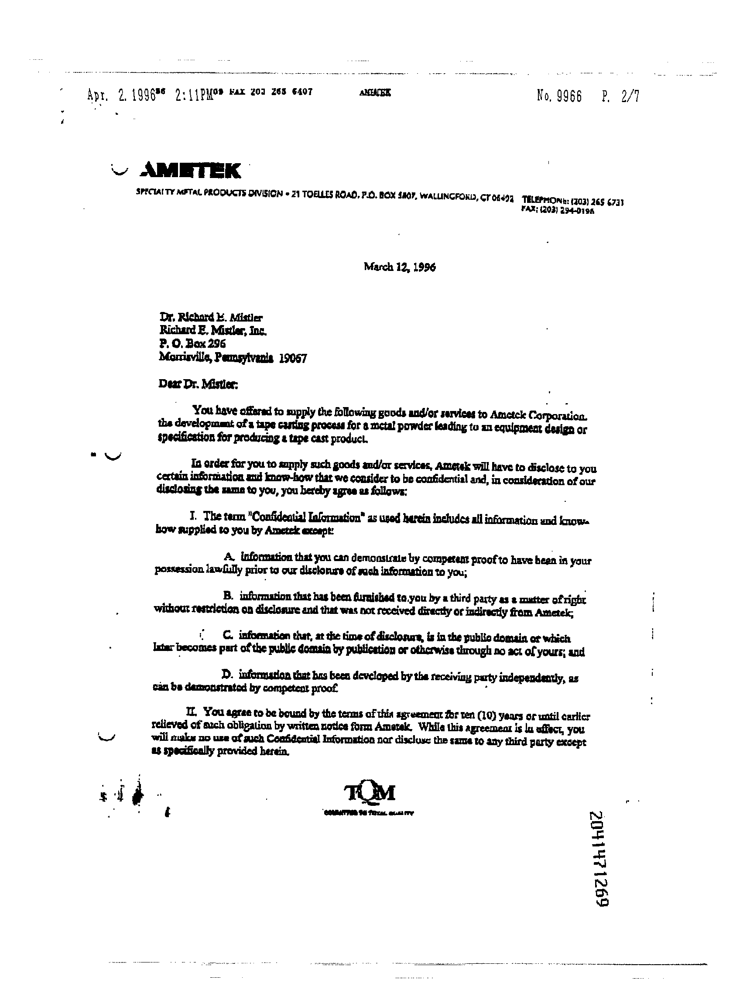 Apr. 2. 1996 2:11PM FAX 203 265 6407 AMETEK No. 9966 P. 2/7
AMETEK
SPECIALTY METAL PRODUCTS DIVISION • 21 TOELLES ROAD, P.O. BOX 5807, WALLINGFORD, CT 06492 TELEPHONE: (203) 265 6731
FAX: (203) 294-0196
March 12, 1996
Dr. Richard E. Mistler
Richard E. Mistler, Inc.
P. O. Box 296
Morrisville, Pennsylvania 19067
Dear Dr. Mistler:
You have offered to supply the following goods and/or services to Ametek Corporation.
the development of a tape casting process for a metal powder leading to an equipment design or
specification for producing a tape cast product.
In order for you to supply such goods and/or services, Ametek will have to disclose to you
certain information and know-how that we consider to be confidential and, in consideration of our
disclosing the same to you, you hereby agree as follows:
I. The term "Confidential Information" as used herein includes all information and know-
how supplied to you by Ametek except:
A. information that you can demonstrate by competent proof to have been in your
possession lawfully prior to our disclosure of such information to you;
B. information that has been furnished to you by a third party as a matter of right
without restriction on disclosure and that was not received directly or indirectly from Ametek;
C. information that, at the time of disclosure, is in the public domain or which
later becomes part of the public domain by publication or otherwise through no act of yours; and
D. information that has been developed by the receiving party independently, as
can be demonstrated by competent proof.
II. You agree to be bound by the terms of this agreement for ten (10) years or until earlier
relieved of such obligation by written notice form Ametek. While this agreement is in effect, you
will make no use of such Confidential Information nor disclose the same to any third party except
as specifically provided herein.
TQM
COMMITTED TO TOTAL QUALITY
2041471269